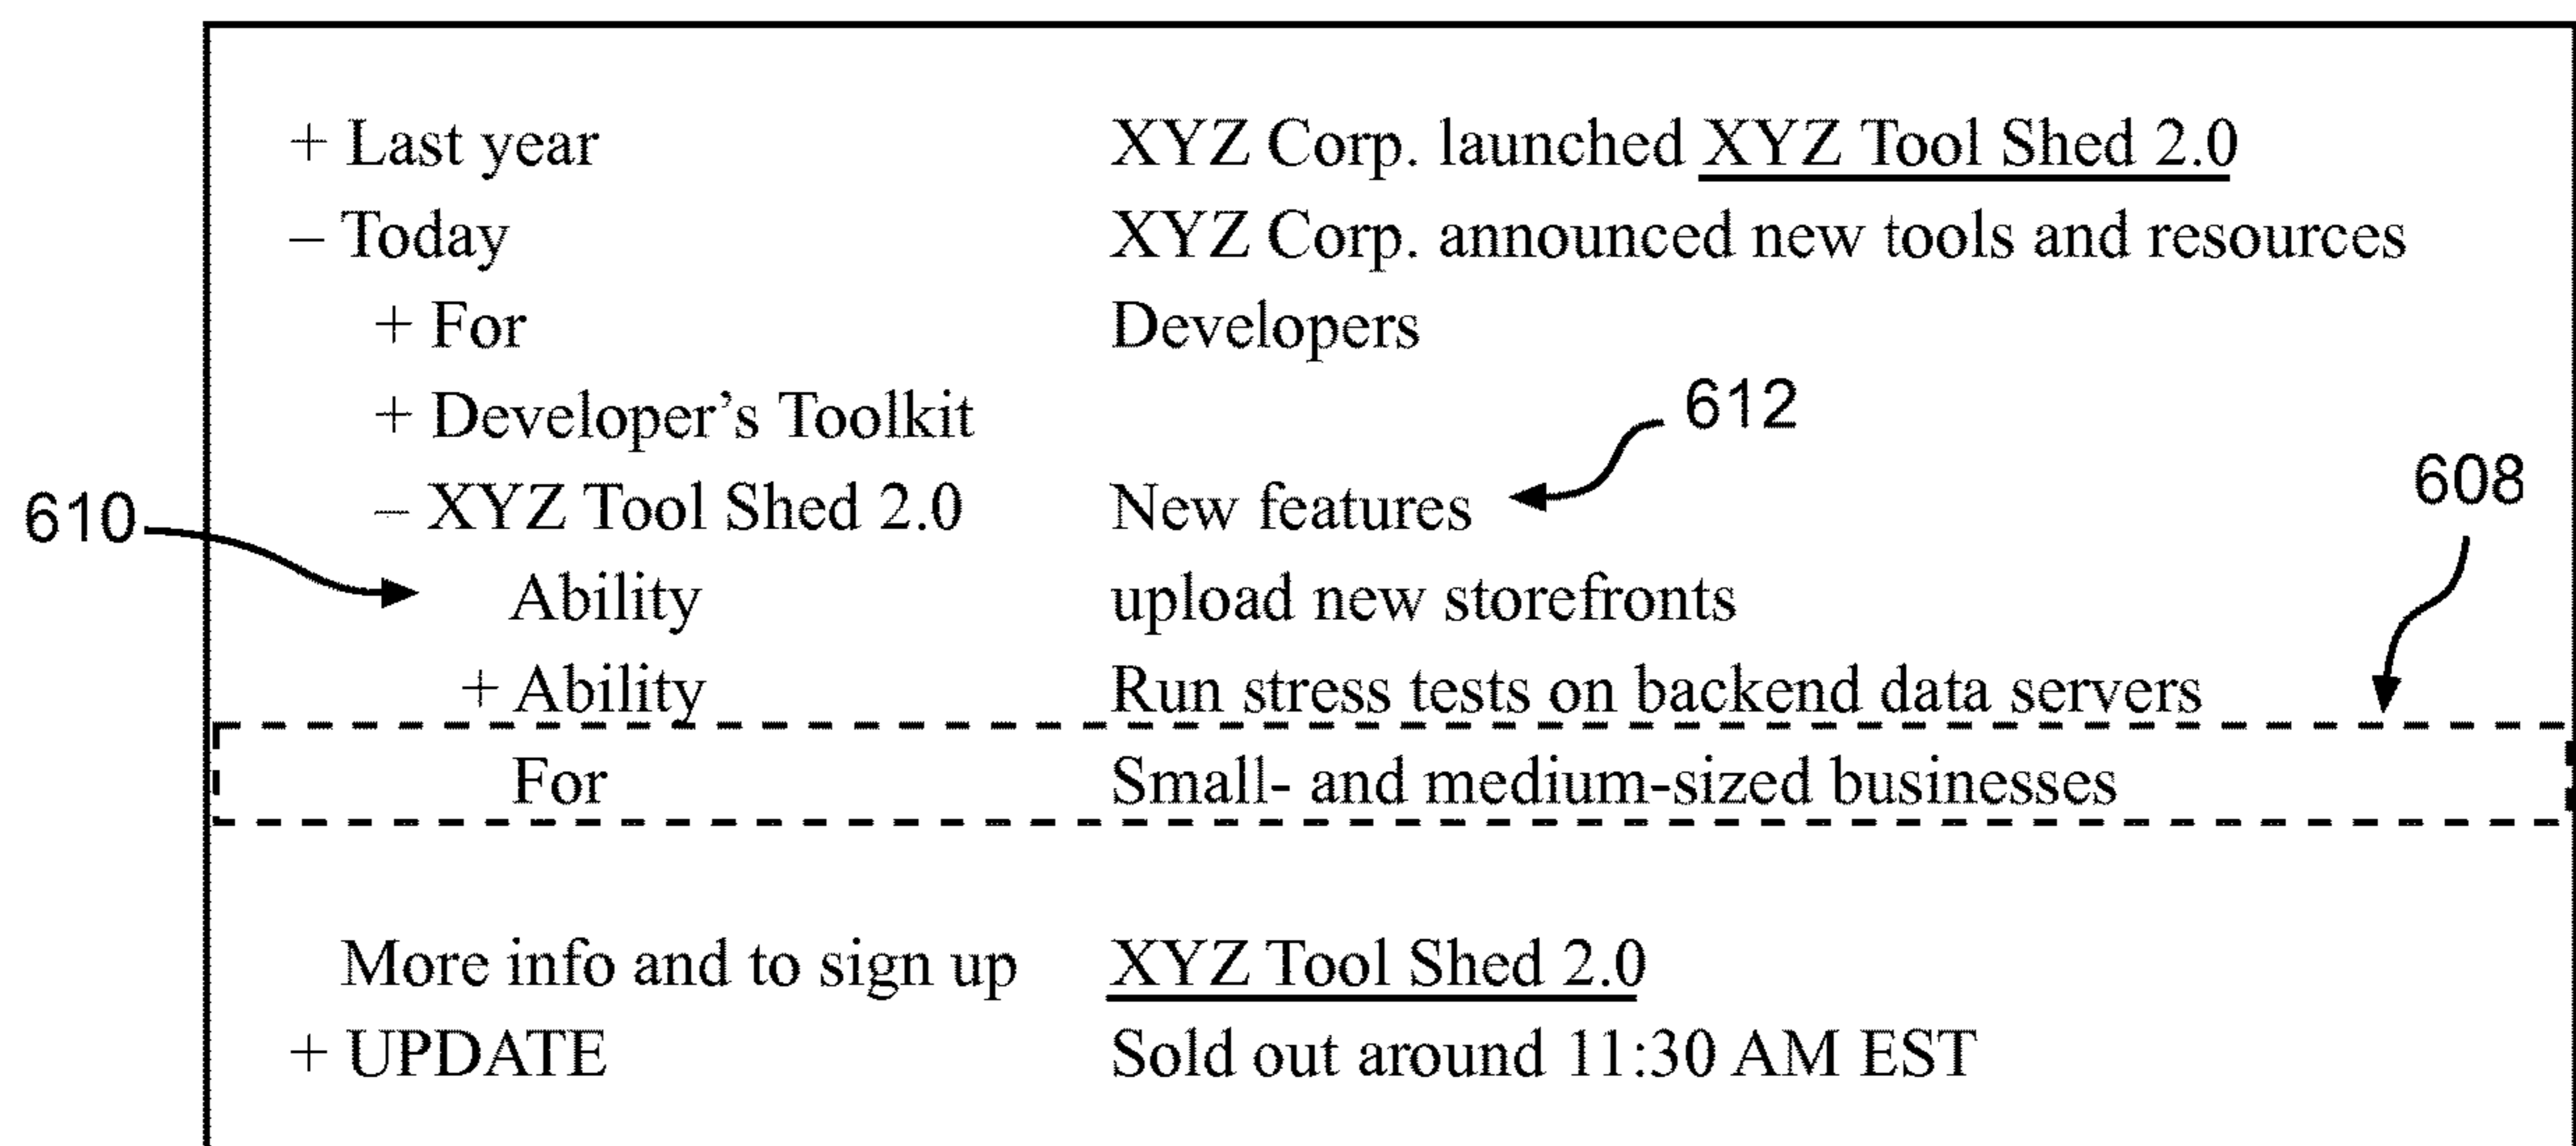 + Last year XYZ Corp. launched XYZ Tool Shed 2.0
– Today XYZ Corp. announced new tools and resources
+ For Developers
+ Developer’s Toolkit
612
– XYZ Tool Shed 2.0 New features
608
610
Ability upload new storefronts
+ Ability Run stress tests on backend data servers
For Small- and medium-sized businesses
More info and to sign up XYZ Tool Shed 2.0
+ UPDATE Sold out around 11:30 AM EST